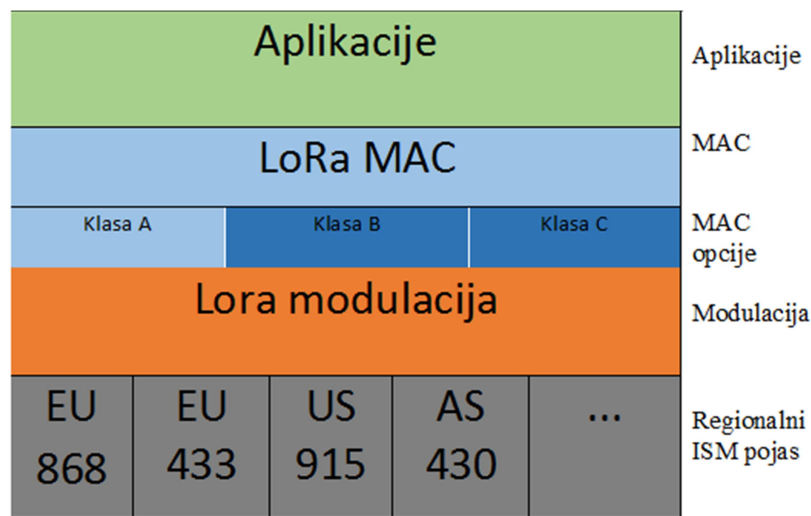 Aplikacije
Aplikacije
LoRa MAC
MAC
Klasa A
Klasa B
Klasa C
MAC
opcije
Lora modulacija
Modulacija
EU
868
EU
433
US
915
AS
430
...
Regionalni
ISM pojas